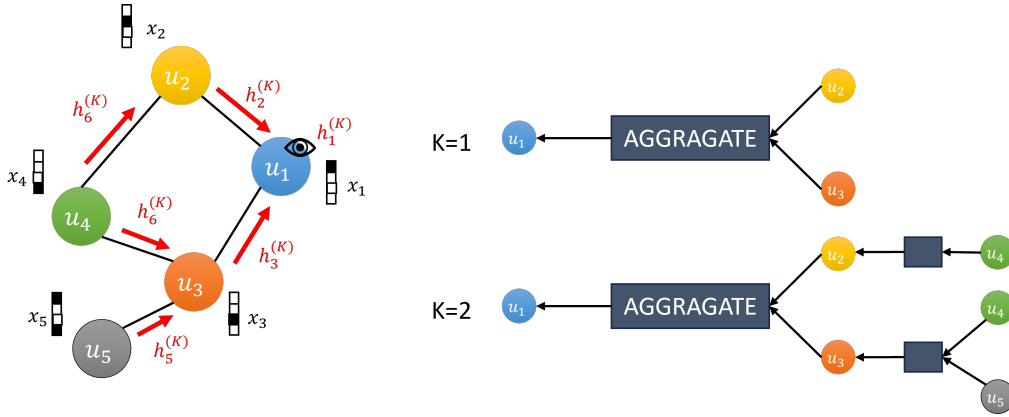 x₂
u₂
h₆^(K)
h₂^(K)
h₁^(K)
u₁
x₁
x₄
u₄
h₆^(K)
h₃^(K)
u₃
x₃
x₅
u₅
h₅^(K)
K=1
u₁
AGGRAGATE
u₂
u₃
K=2
u₁
AGGRAGATE
u₂
u₄
u₄
u₃
u₅